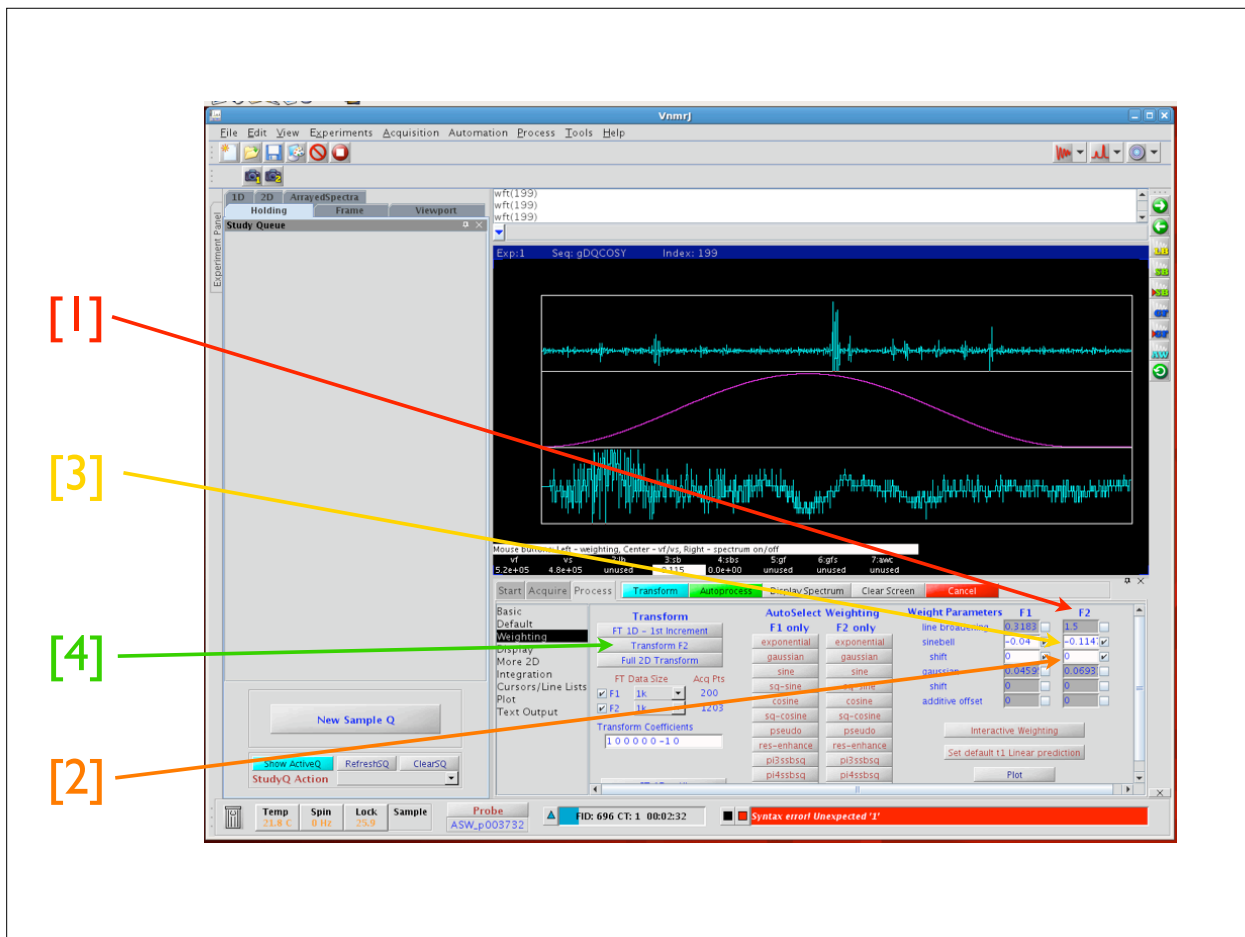 Vnmrj
File Edit View Experiments Acquisition Automation Process Tools Help
1D 2D ArrayedSpectra
Holding Frame Viewport
Study Queue
Experiment Panel
wft(199)
wft(199)
wft(199)
Exp:1 Seq: gDQCOSY Index: 199
[1]
[3]
[4]
[2]
Mouse buttons: Left - weighting, Center - vf/vs, Right - spectrum on/off
vf vs 2:lb 3:sb 4:sbs 5:gf 6:gfs 7:awc
5.2e+05 4.8e+05 unused -0.115 0.0e+00 unused unused unused
Start Acquire Process Transform Autoprocess Display Spectrum Clear Screen Cancel
Basic
Default
Weighting
Display
More 2D
Integration
Cursors/Line Lists
Plot
Text Output
Transform
FT 1D - 1st Increment
Transform F2
Full 2D Transform
FT Data Size Acq Pts
F1 1k 200
F2 1k 1203
Transform Coefficients
1 0 0 0 0 0 -1 0
AutoSelect Weighting
F1 only F2 only
exponential exponential
gaussian gaussian
sine sine
sq-sine sq-sine
cosine cosine
sq-cosine sq-cosine
pseudo pseudo
res-enhance res-enhance
pi3ssbsq pi3ssbsq
pi4ssbsq pi4ssbsq
Weight Parameters F1 F2
line broadening 0.3183 1.5
sinebell -0.04 -0.114
shift 0 0
gaussian 0.0459 0.0693
shift 0 0
additive offset 0 0
Interactive Weighting
Set default t1 Linear prediction
Plot
New Sample Q
Show ActiveQ RefreshSQ ClearSQ
StudyQ Action
Temp Spin Lock Sample
21.8 C 0 Hz 25.9
Probe
ASW_p003732
FID: 696 CT: 1 00:02:32
Syntax error! Unexpected '1'